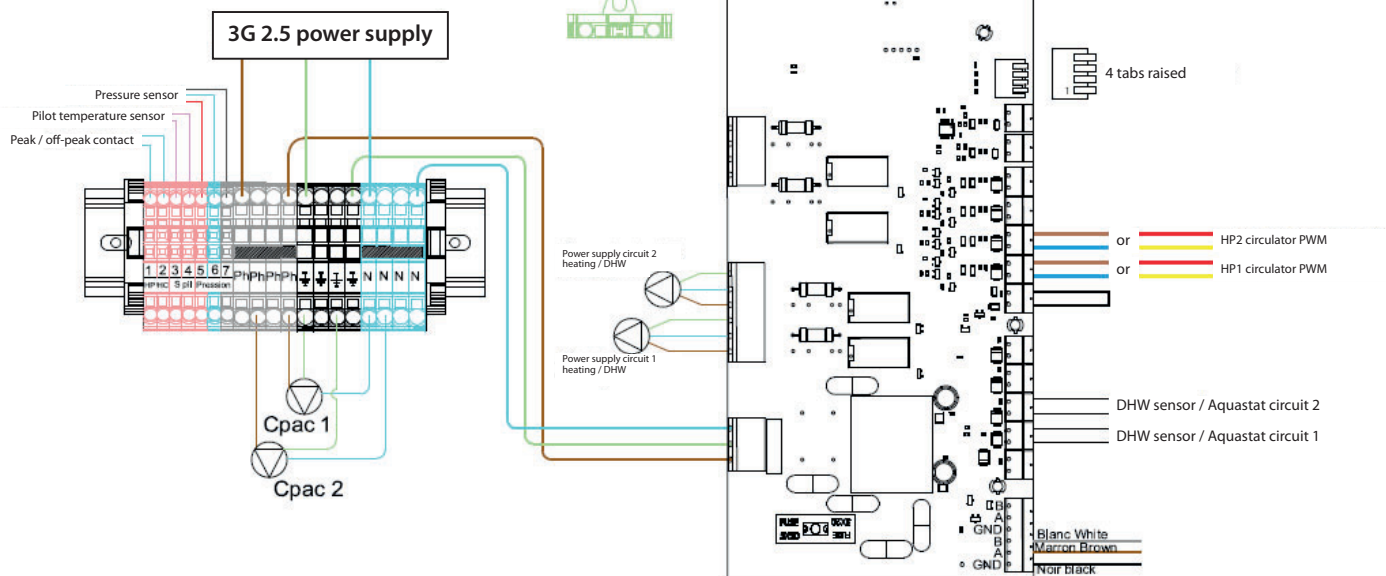 3G 2.5 power supply
Pressure sensor
Pilot temperature sensor
Peak / off-peak contact
1 2 3 4 5 6 7 Ph Ph Ph Ph N N N N
HP HC Split Pression
Cpac 1
Cpac 2
Power supply circuit 2
heating / DHW
Power supply circuit 1
heating / DHW
1
4 tabs raised
or
HP2 circulator PWM
or
HP1 circulator PWM
DHW sensor / Aquastat circuit 2
DHW sensor / Aquastat circuit 1
FUSE
FUSE
B
A
GND
B
A
GND
Blanc White
Marron Brown
Noir black